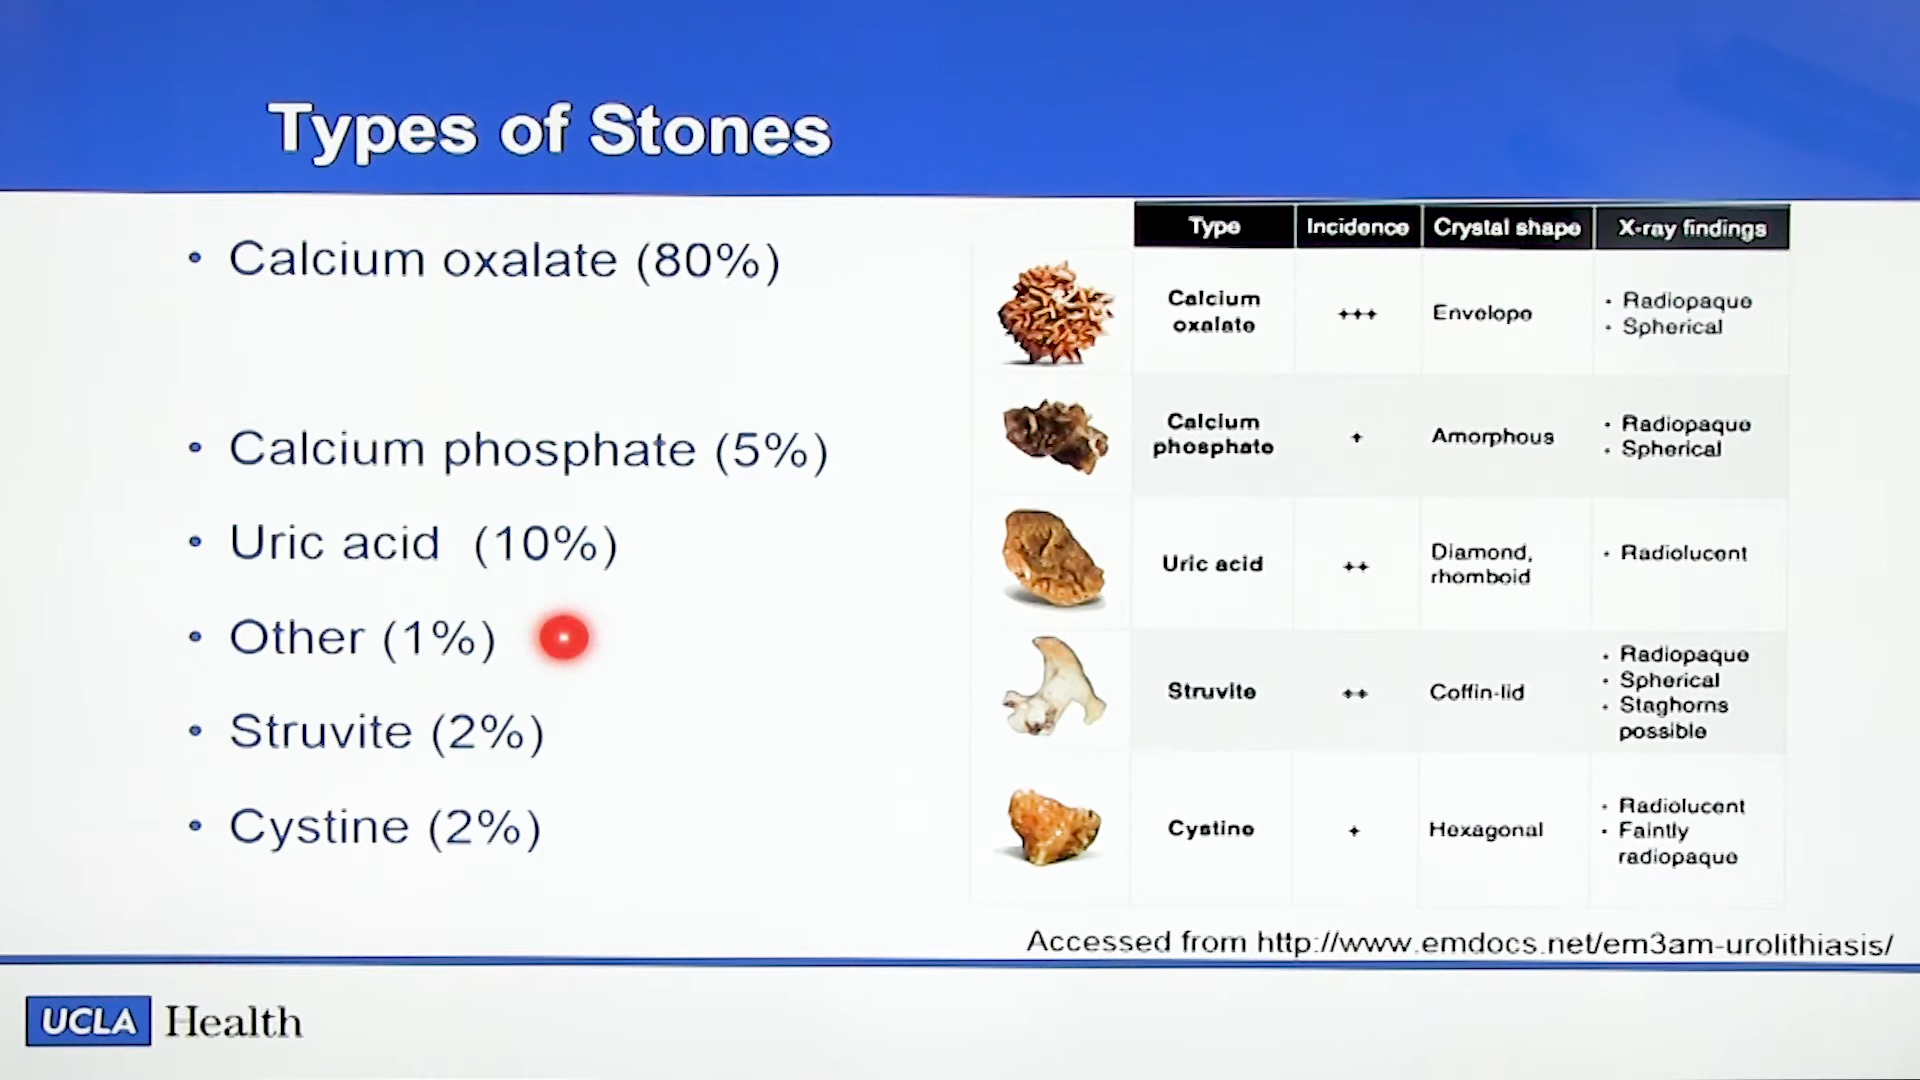 Types of Stones
• Calcium oxalate (80%)
• Calcium phosphate (5%)
• Uric acid (10%)
• Other (1%)
• Struvite (2%)
• Cystine (2%)
Type Incidence Crystal shape X-ray findings
Calcium
oxalate
+++
Envelope
• Radiopaque
• Spherical
Calcium
phosphate
+
Amorphous
• Radiopaque
• Spherical
Uric acid
++
Diamond,
rhomboid
• Radiolucent
Struvite
++
Coffin-lid
• Radiopaque
• Spherical
• Staghorns
possible
Cystine
+
Hexagonal
• Radiolucent
• Faintly
radiopaque
Accessed from http://www.emdocs.net/em3am-urolithiasis/
UCLA Health